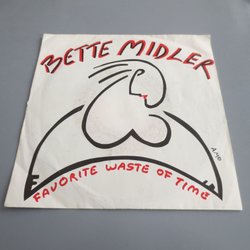 BETTE MIDLER
FAVORITE WASTE OF TIME